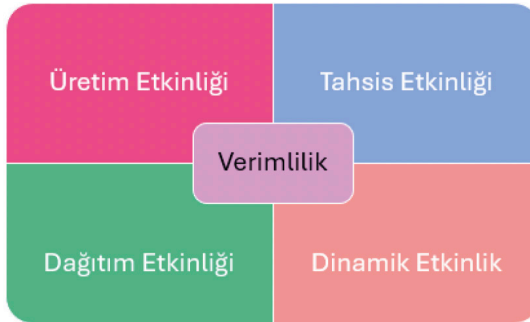 Üretim Etkinliği
Tahsis Etkinliği
Verimlilik
Dağıtım Etkinliği
Dinamik Etkinlik